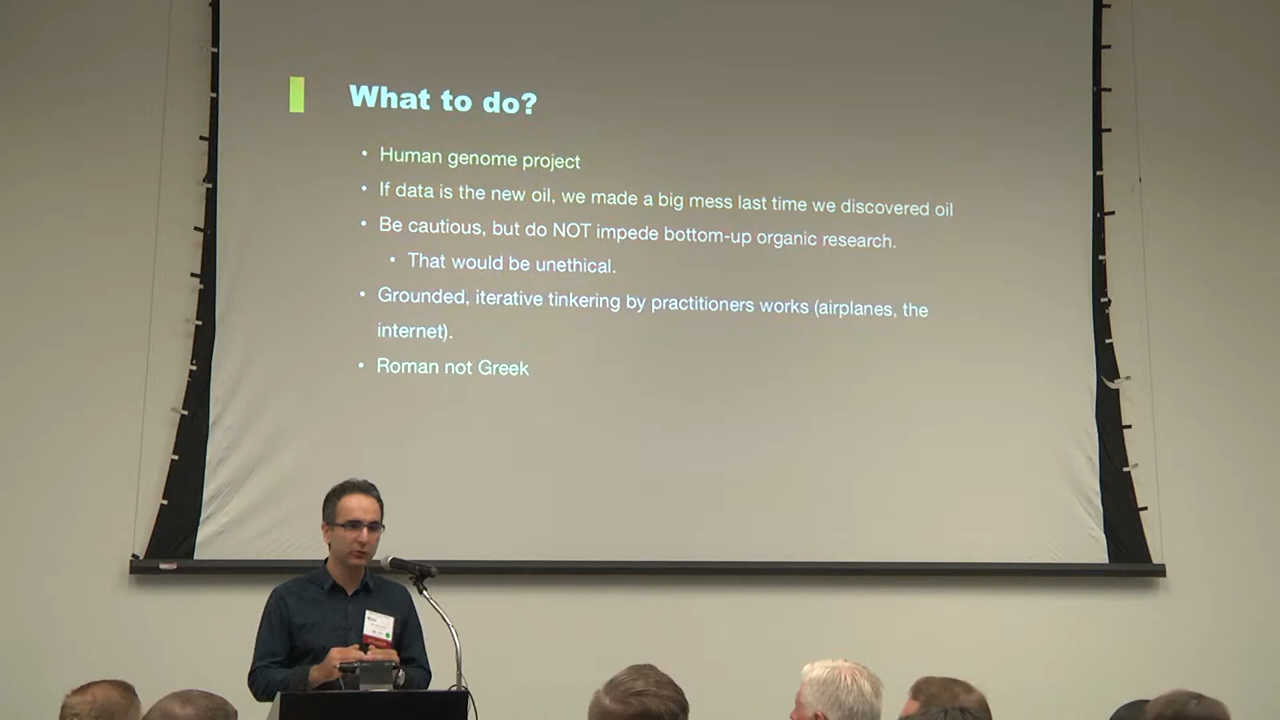 What to do?
• Human genome project
• If data is the new oil, we made a big mess last time we discovered oil
• Be cautious, but do NOT impede bottom-up organic research.
• That would be unethical.
• Grounded, iterative tinkering by practitioners works (airplanes, the
internet).
• Roman not Greek